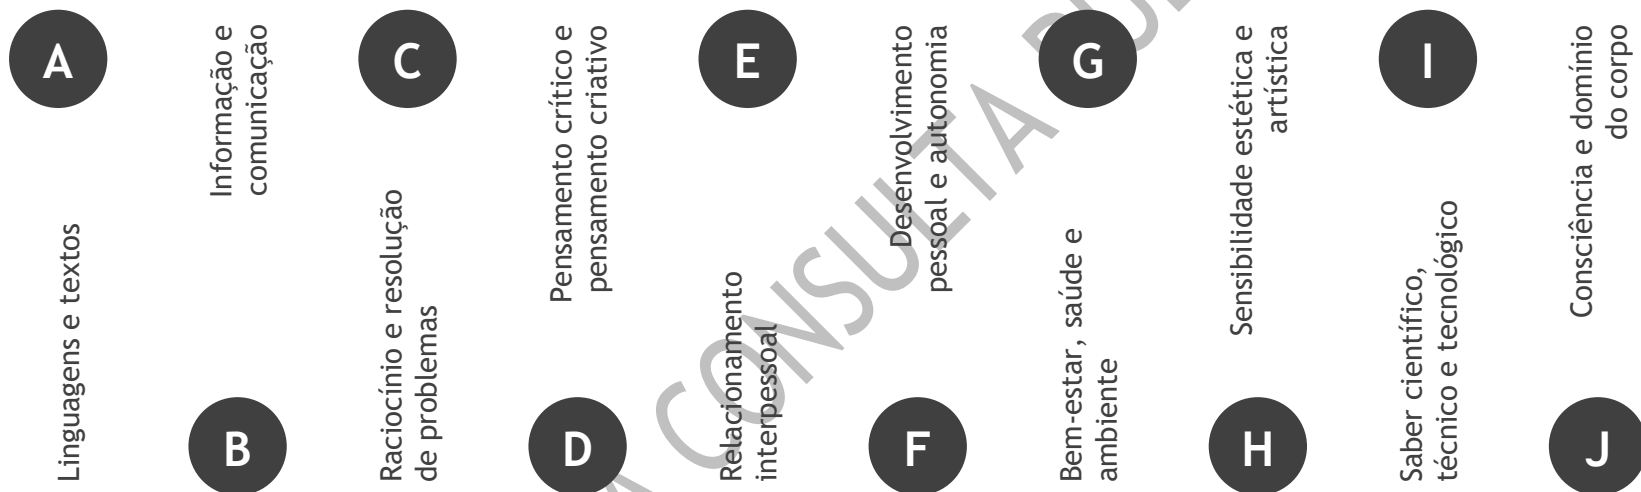 A
Linguagens e textos
Informação e
comunicação
B
C
Raciocínio e resolução
de problemas
Pensamento crítico e
pensamento criativo
D
E
Relacionamento
interpessoal
Desenvolvimento
pessoal e autonomia
F
G
Bem-estar, saúde e
ambiente
Sensibilidade estética e
artística
H
I
Saber científico,
técnico e tecnológico
Consciência e domínio
do corpo
J
CONSULTA